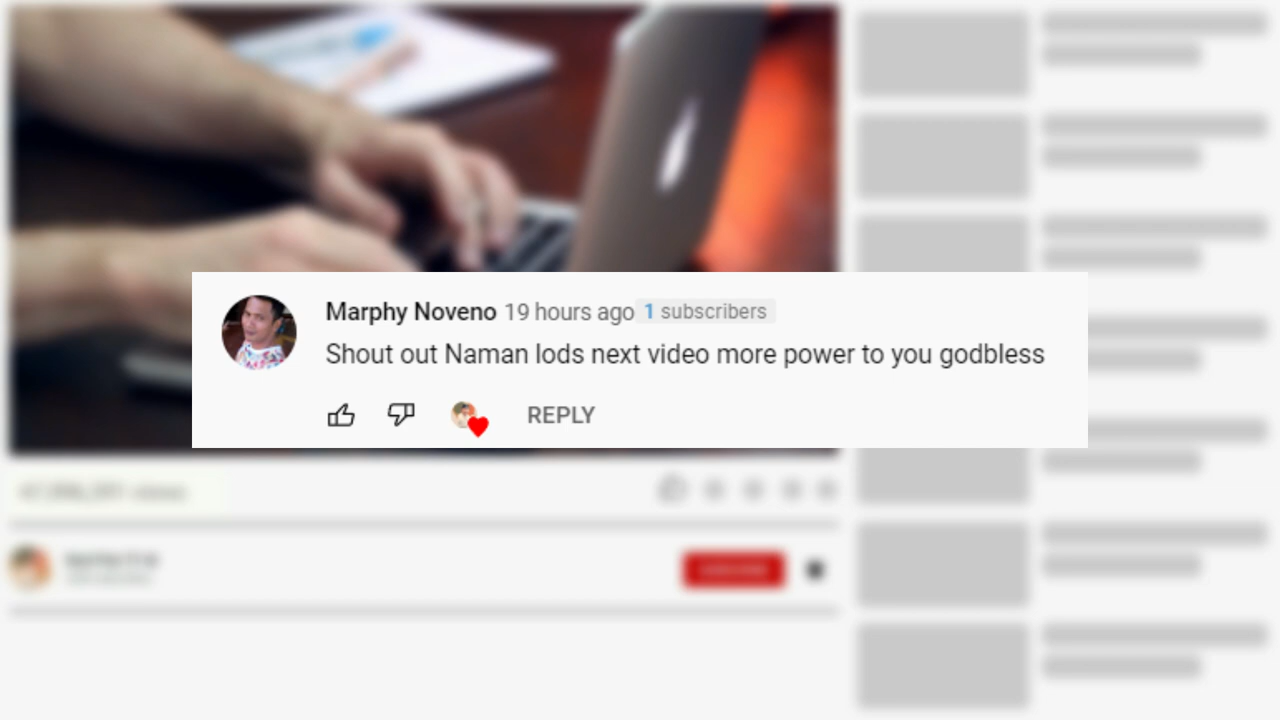 Marphy Noveno 19 hours ago 1 subscribers
Shout out Naman lods next video more power to you godbless
REPLY